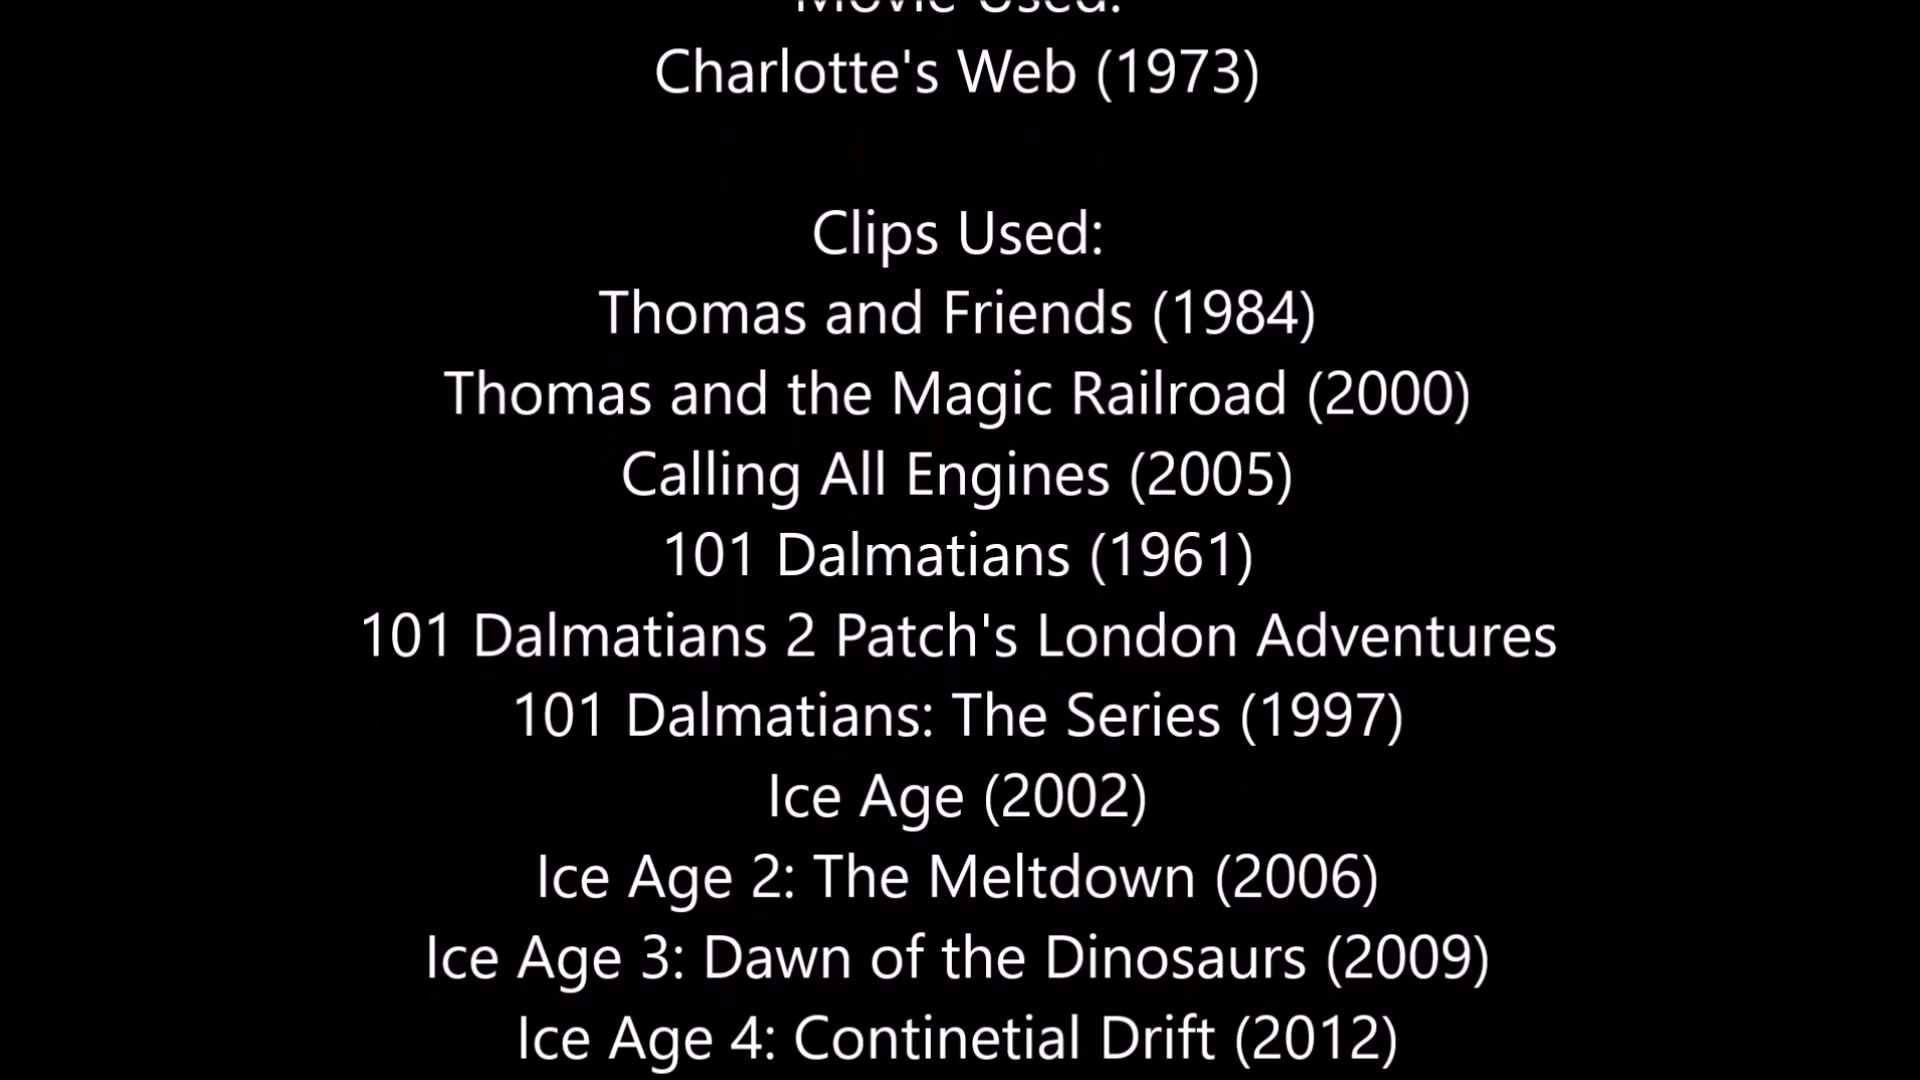 Movie Used:
Charlotte's Web (1973)
Clips Used:
Thomas and Friends (1984)
Thomas and the Magic Railroad (2000)
Calling All Engines (2005)
101 Dalmatians (1961)
101 Dalmatians 2 Patch's London Adventures
101 Dalmatians: The Series (1997)
Ice Age (2002)
Ice Age 2: The Meltdown (2006)
Ice Age 3: Dawn of the Dinosaurs (2009)
Ice Age 4: Continetial Drift (2012)